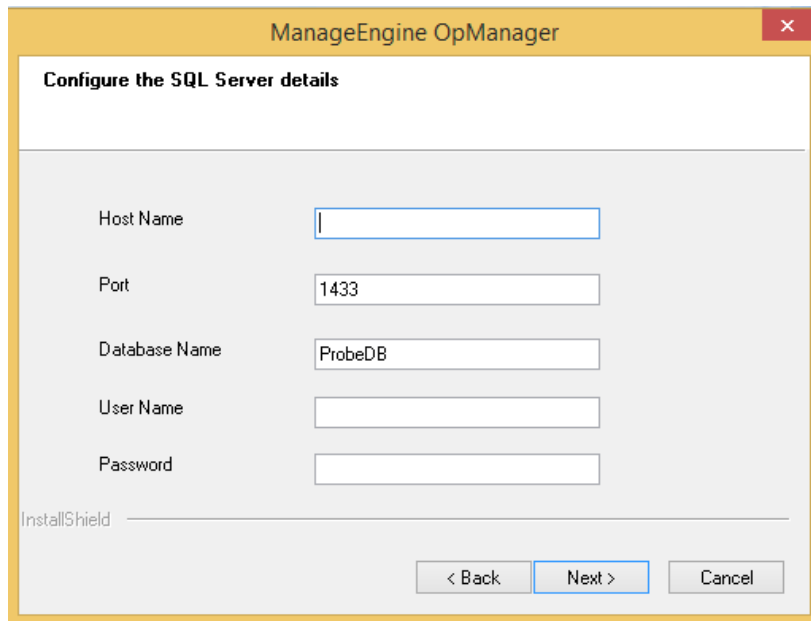 ManageEngine OpManager
Configure the SQL Server details
Host Name
Port 1433
Database Name ProbeDB
User Name
Password
InstallShield
< Back Next > Cancel